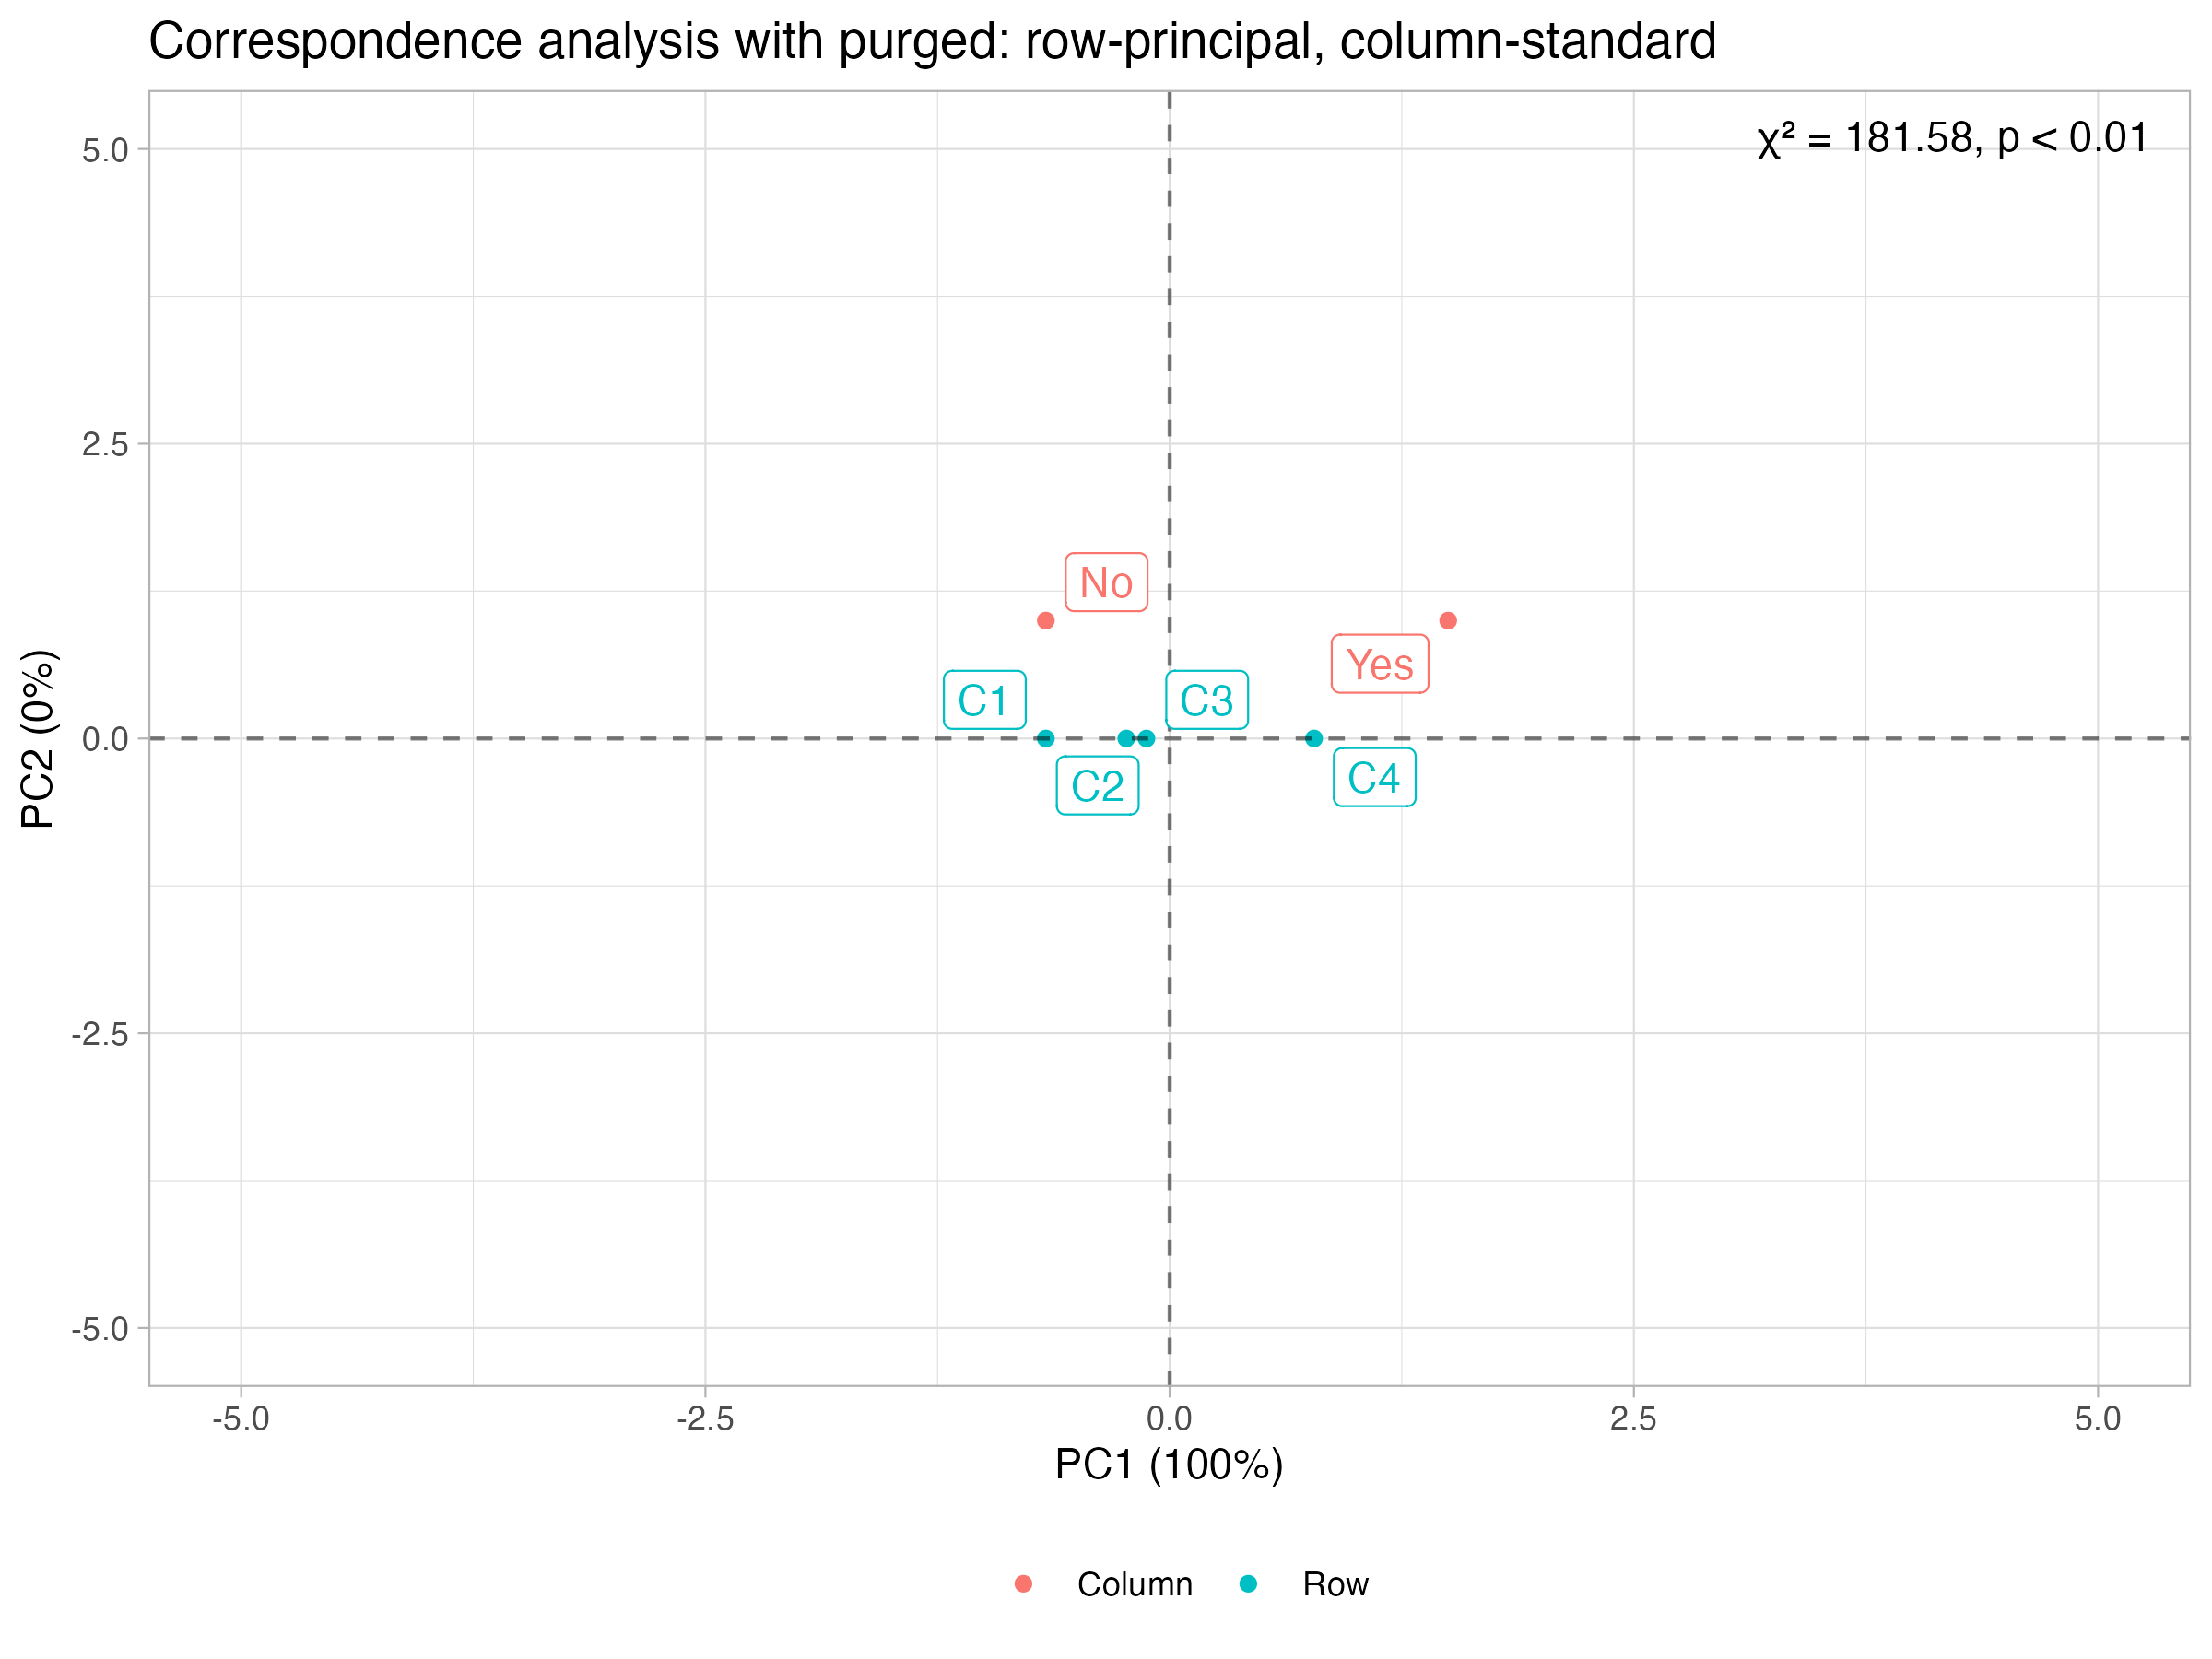 Correspondence analysis with purged: row-principal, column-standard
χ² = 181.58, p < 0.01
5.0
2.5
0.0
-2.5
-5.0
PC2 (0%)
No
Yes
C1
C3
C2
C4
-5.0
-2.5
0.0
2.5
5.0
PC1 (100%)
Column
Row